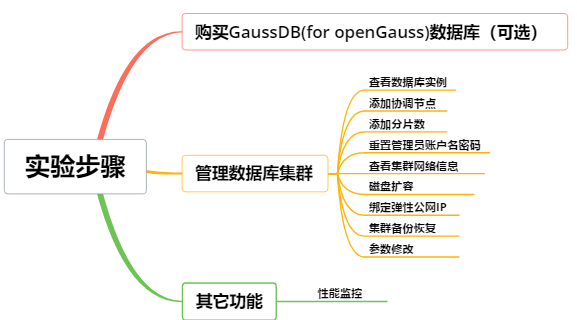 购买GaussDB(for openGauss)数据库（可选）
查看数据库实例
添加协调节点
添加分片数
重置管理员账户名密码
实验步骤
管理数据库集群
查看集群网络信息
磁盘扩容
绑定弹性公网IP
集群备份恢复
参数修改
其它功能
性能监控